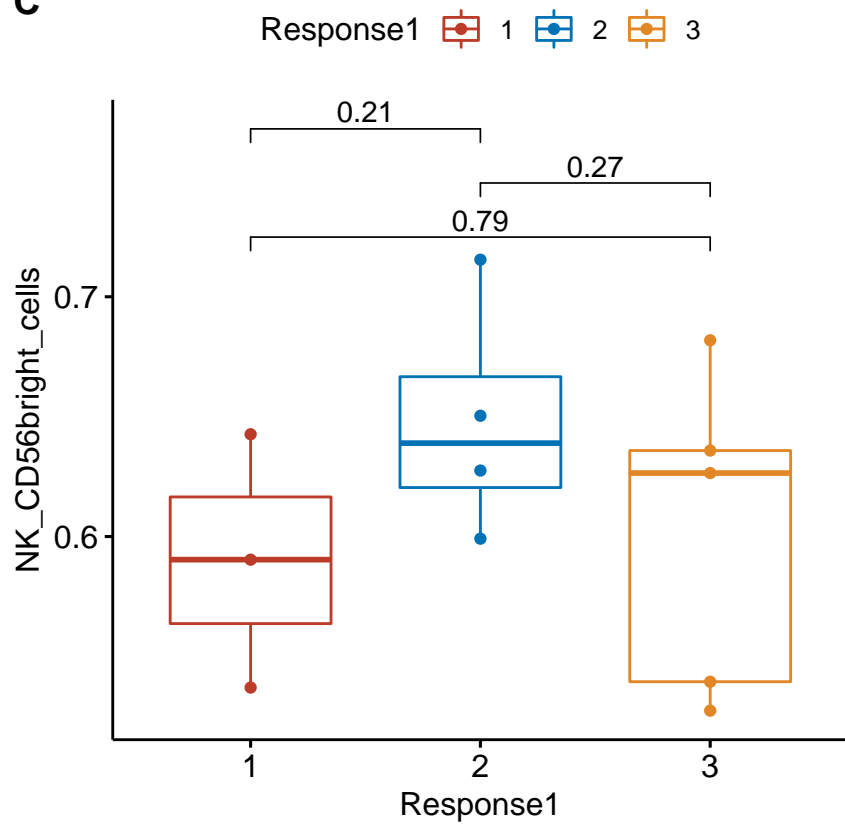 C
Response1 1 2 3
0.21
0.27
0.79
0.7
0.6
NK_CD56bright_cells
1 2 3
Response1